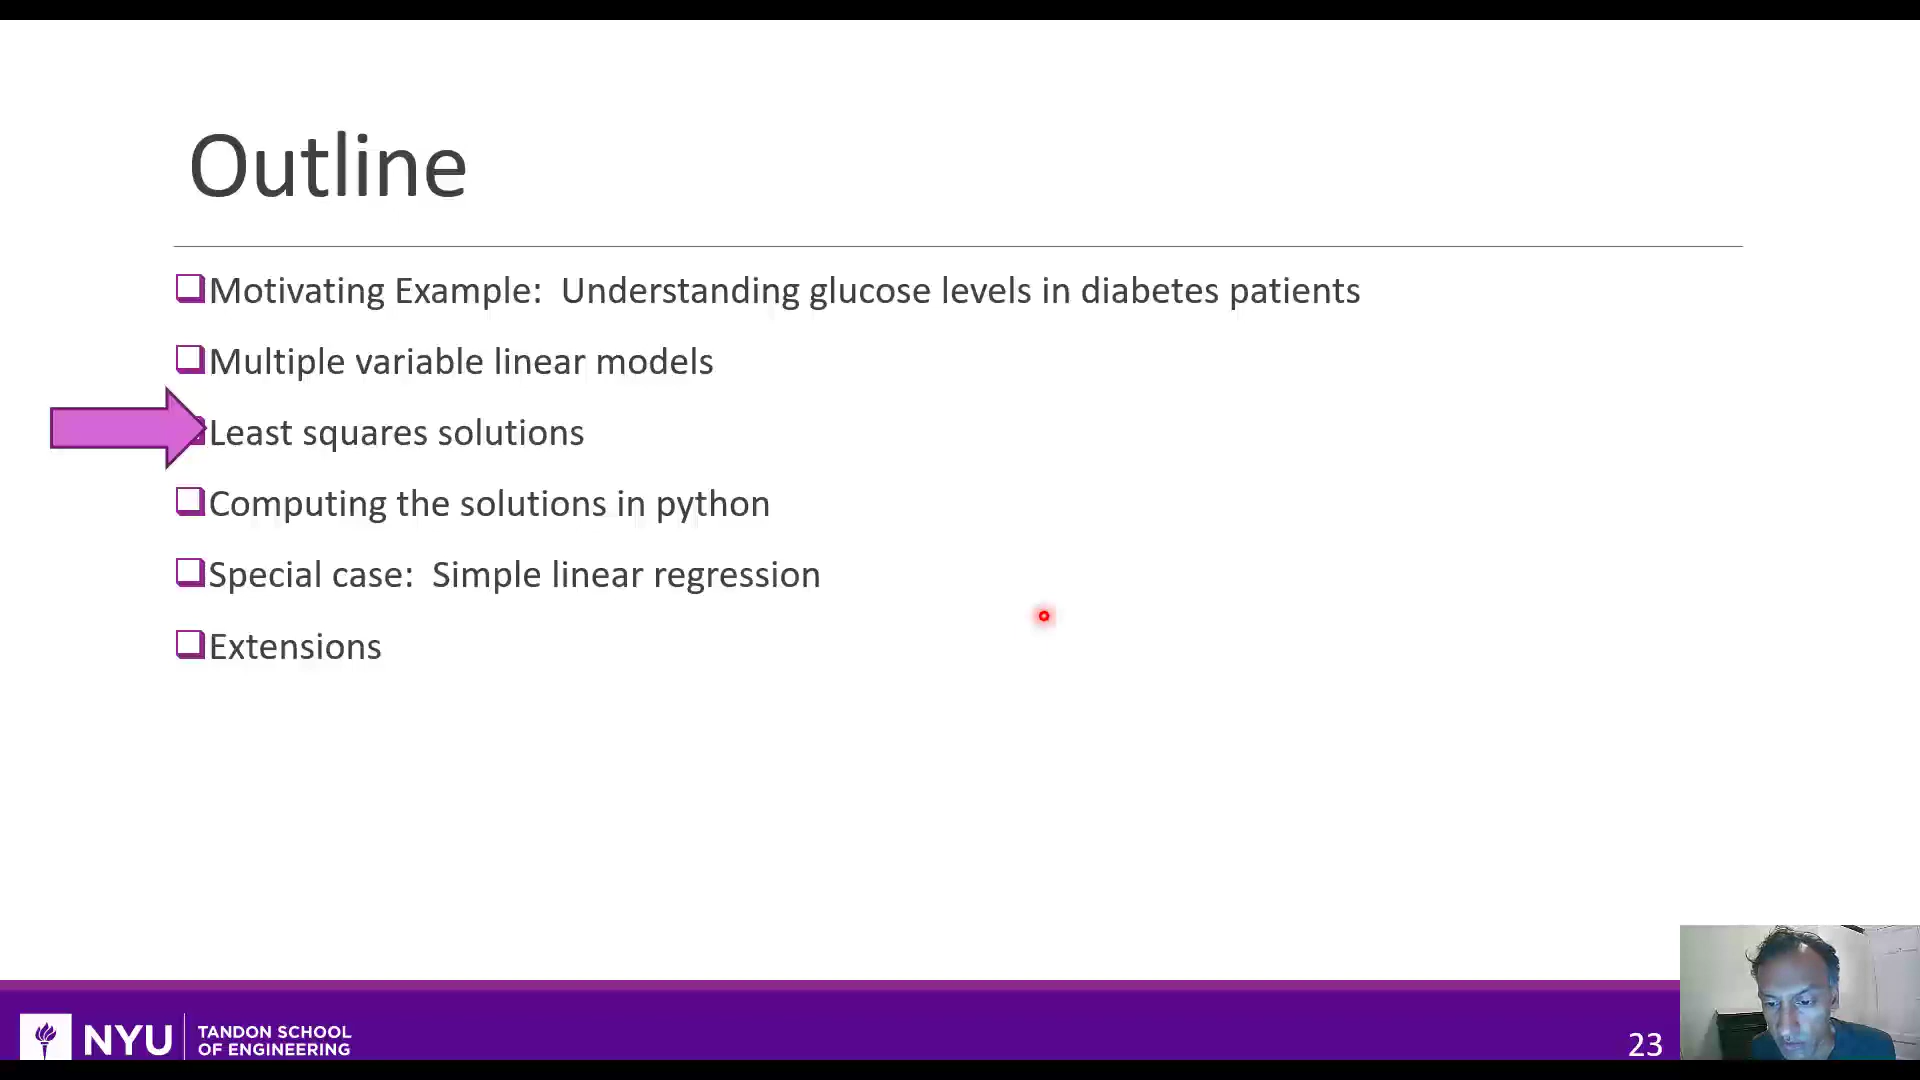 Outline
Motivating Example: Understanding glucose levels in diabetes patients
Multiple variable linear models
Least squares solutions
Computing the solutions in python
Special case: Simple linear regression
Extensions
NYU
TANDON SCHOOL
OF ENGINEERING
23